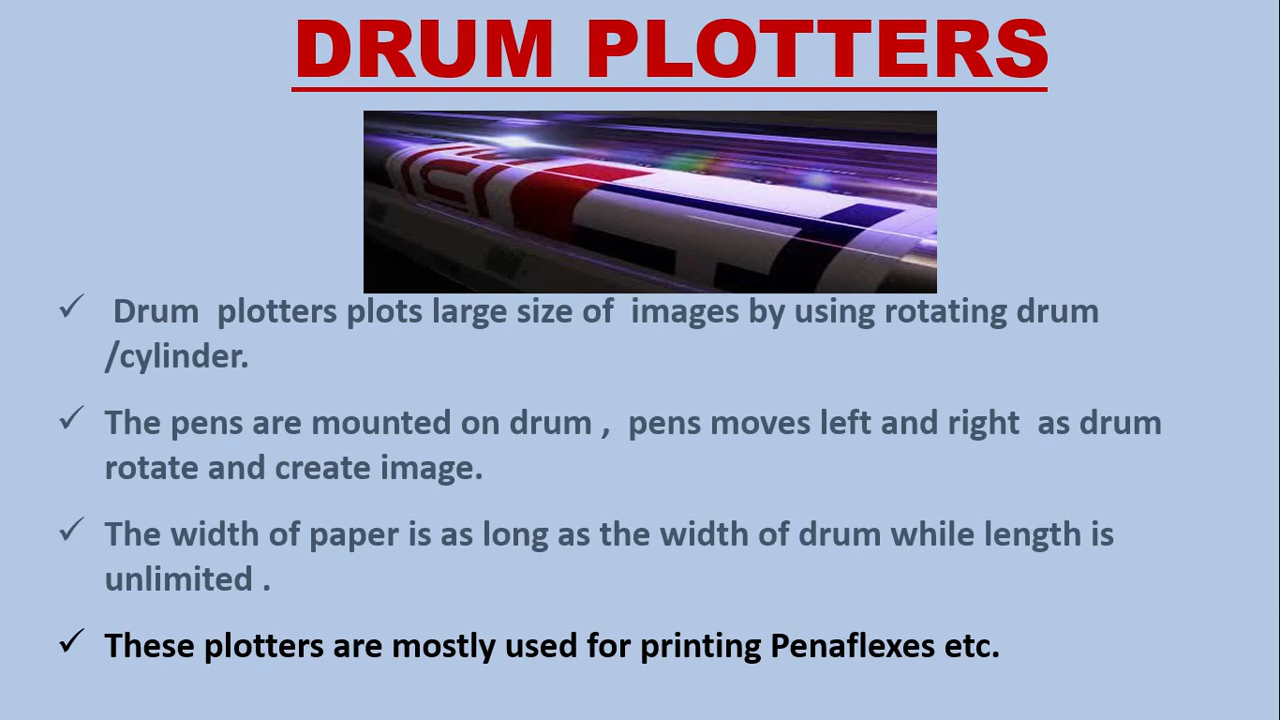 DRUM PLOTTERS
✓ Drum plotters plots large size of images by using rotating drum
/cylinder.
✓ The pens are mounted on drum , pens moves left and right as drum
rotate and create image.
✓ The width of paper is as long as the width of drum while length is
unlimited .
✓ These plotters are mostly used for printing Penaflexes etc.